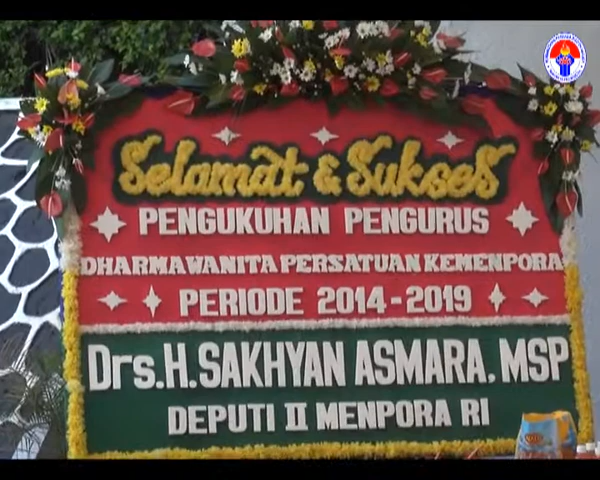 Selamat & Sukses
PENGUKUHAN PENGURUS
DHARMAWANITA PERSATUAN KEMENPORA
PERIODE 2014-2019
Drs.H. SAKHYAN ASMARA, MSP
DEPUTI II MENPORA RI